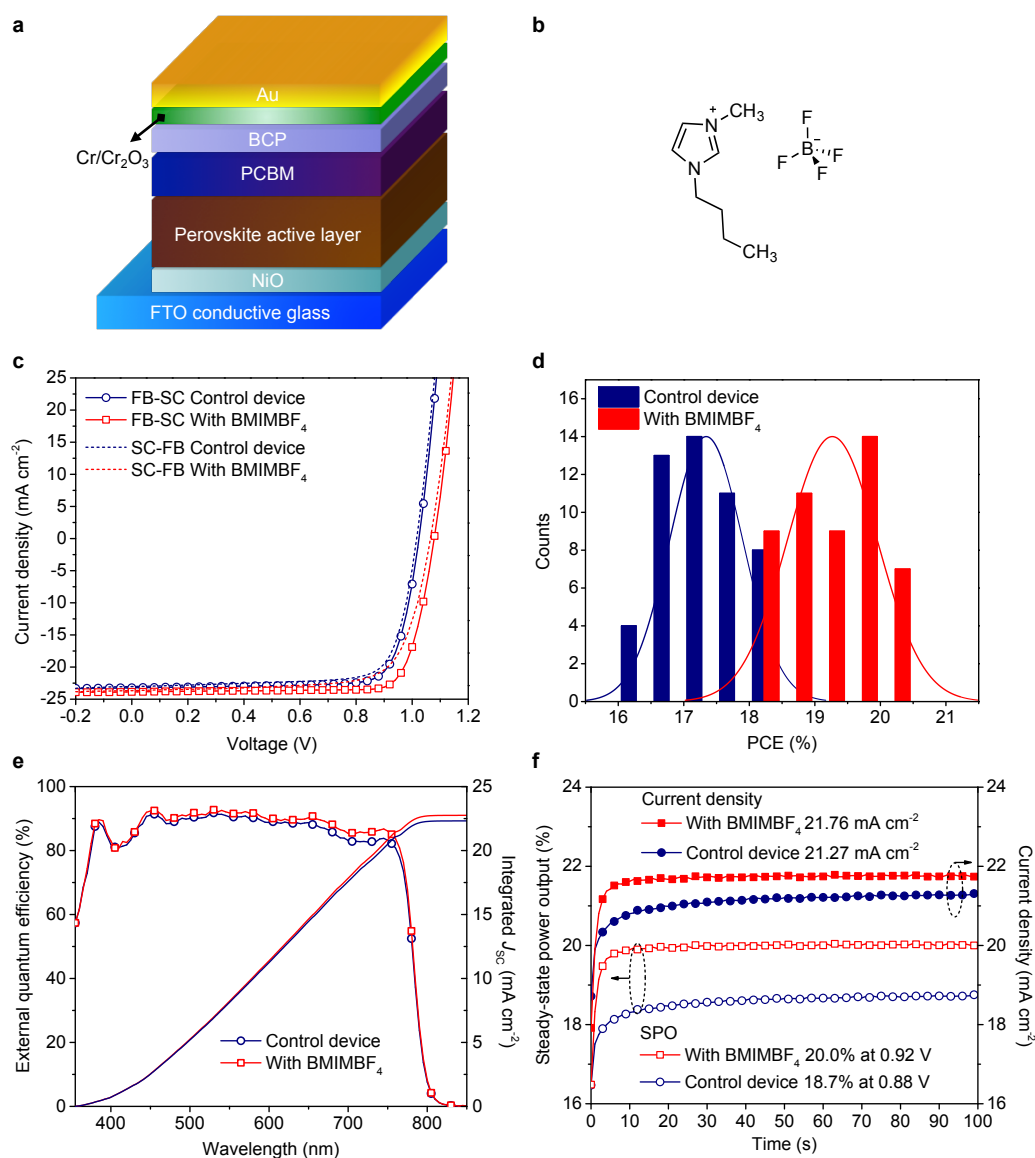 a
Au
Cr/Cr₂O₃
BCP
PCBM
Perovskite active layer
NiO
FTO conductive glass
b
N
+
CH₃
N
CH₃
F
B
−
F
F
F
c
25
20
15
10
5
0
-5
-10
-15
-20
-25
Current density (mA cm⁻²)
FB-SC Control device
FB-SC With BMIMBF₄
SC-FB Control device
SC-FB With BMIMBF₄
-0.2 0.0 0.2 0.4 0.6 0.8 1.0 1.2
Voltage (V)
d
16
14
12
10
8
6
4
2
0
Counts
Control device
With BMIMBF₄
16 17 18 19 20 21
PCE (%)
e
100
80
60
40
20
0
External quantum efficiency (%)
25
20
15
10
5
0
Integrated J_SC (mA cm⁻²)
Control device
With BMIMBF₄
400 500 600 700 800
Wavelength (nm)
f
24
22
20
18
16
Steady-state power output (%)
24
22
20
18
16
Current density (mA cm⁻²)
Current density
With BMIMBF₄ 21.76 mA cm⁻²
Control device 21.27 mA cm⁻²
SPO
With BMIMBF₄ 20.0% at 0.92 V
Control device 18.7% at 0.88 V
0 10 20 30 40 50 60 70 80 90 100
Time (s)